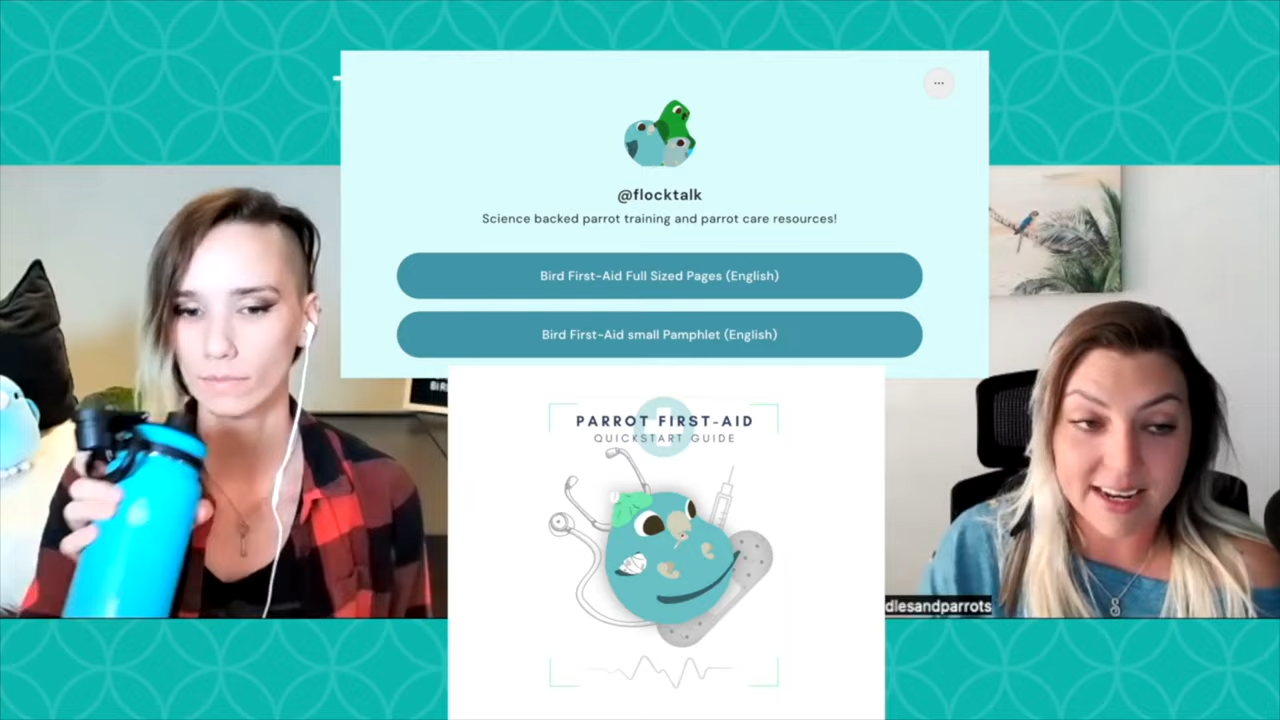 @flocktalk
Science backed parrot training and parrot care resources!
Bird First-Aid Full Sized Pages (English)
Bird First-Aid small Pamphlet (English)
PARROT FIRST-AID
QUICKSTART GUIDE
dlesandparrots